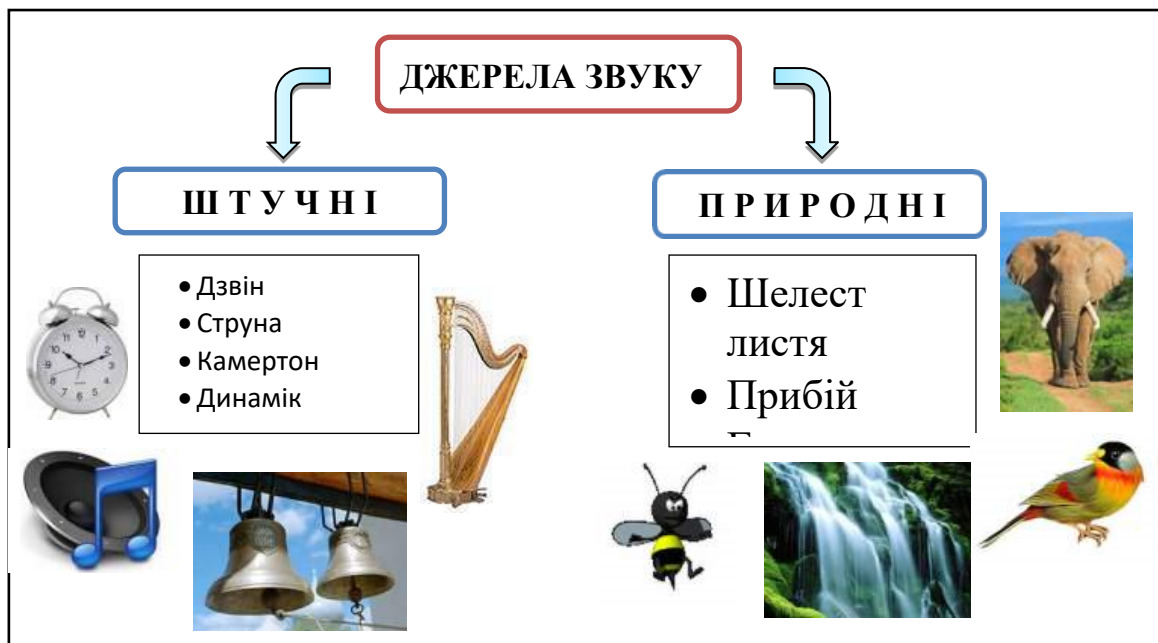 ДЖЕРЕЛА ЗВУКУ
Ш Т У Ч Н І
• Дзвін
• Струна
• Камертон
• Динамік
П Р И Р О Д Н І
• Шелест
листя
• Прибій